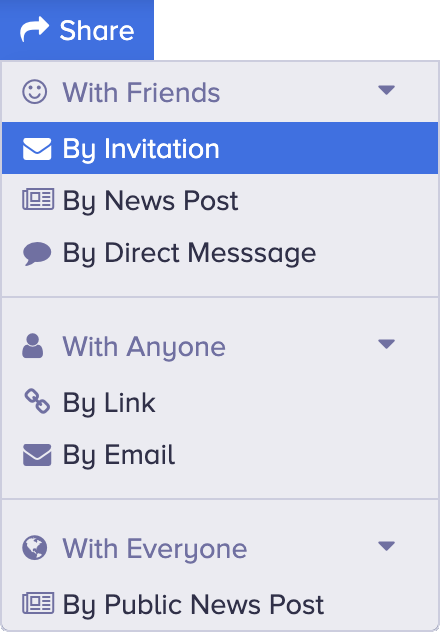 Share
With Friends
By Invitation
By News Post
By Direct Messsage
With Anyone
By Link
By Email
With Everyone
By Public News Post